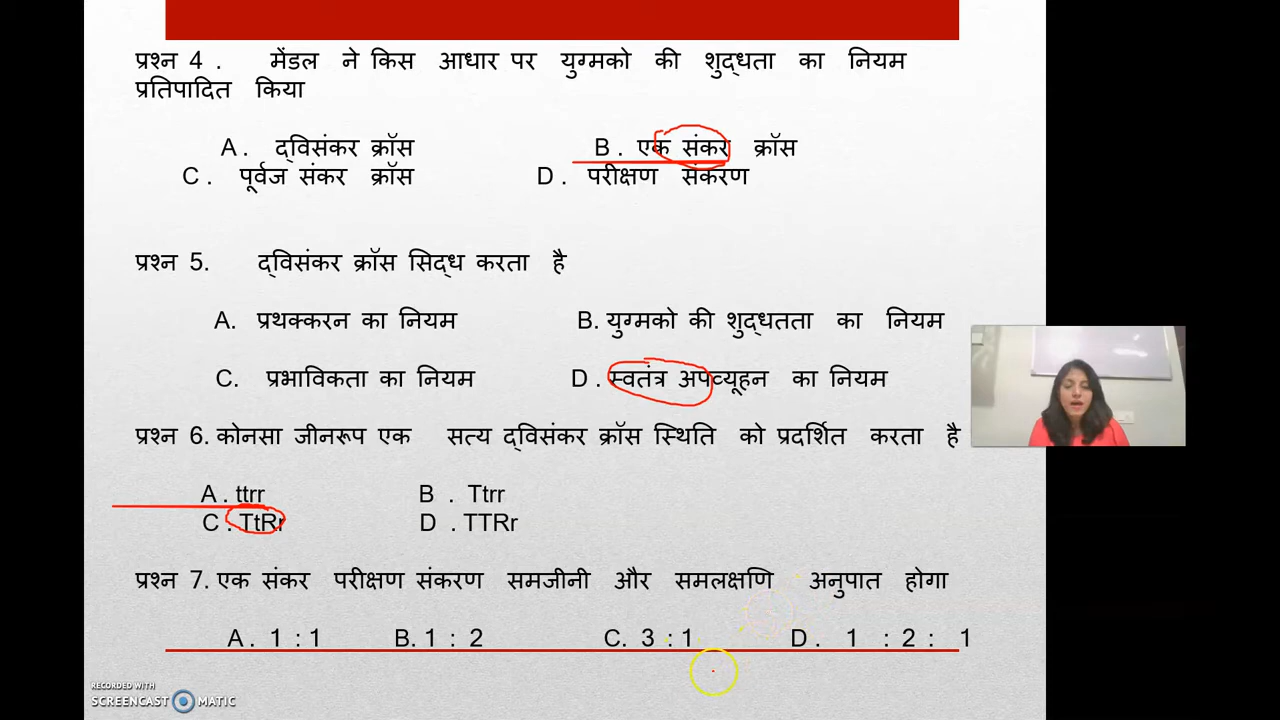 प्रश्न 4 . मेंडल ने किस आधार पर युग्मको की शुद्धता का नियम
प्रतिपादित किया
A . द्विसंकर क्रॉस B . एक संकर क्रॉस
C . पूर्वज संकर क्रॉस D . परीक्षण संकरण
प्रश्न 5. द्विसंकर क्रॉस सिद्ध करता है
A. प्रथक्करन का नियम B. युग्मको की शुद्धतता का नियम
C. प्रभाविकता का नियम D . स्वतंत्र अपव्यूहन का नियम
प्रश्न 6. कोनसा जीनरूप एक सत्य द्विसंकर क्रॉस स्थिति को प्रदर्शित करता है
A . ttrr B . Ttrr
C . TtRr D . TTRr
प्रश्न 7. एक संकर परीक्षण संकरण समजीनी और समलक्षणि अनुपात होगा
A . 1 : 1 B. 1 : 2 C. 3 : 1 D . 1 : 2 : 1
RECORDED WITH
SCREENCAST MATIC